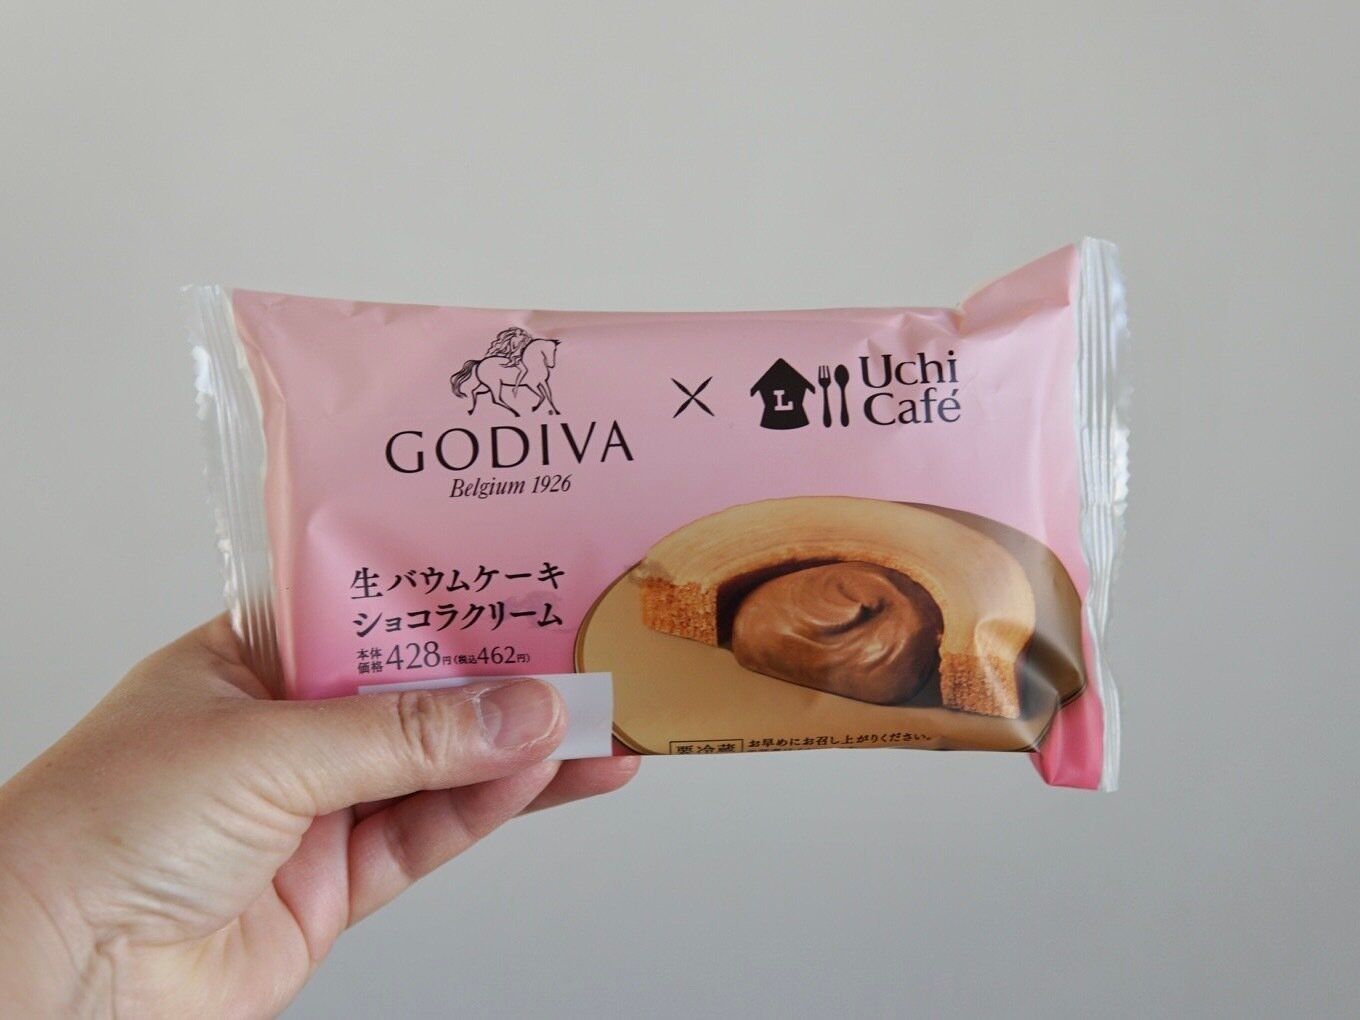 GODIVA
Belgium 1926
L
Uchi
Café
生 バウムケーキ
ショコラクリーム
本体
価格428円(税込462円)
要冷蔵 お早めにお召し上がりください。